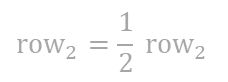 row₂ = 1/2 row₂